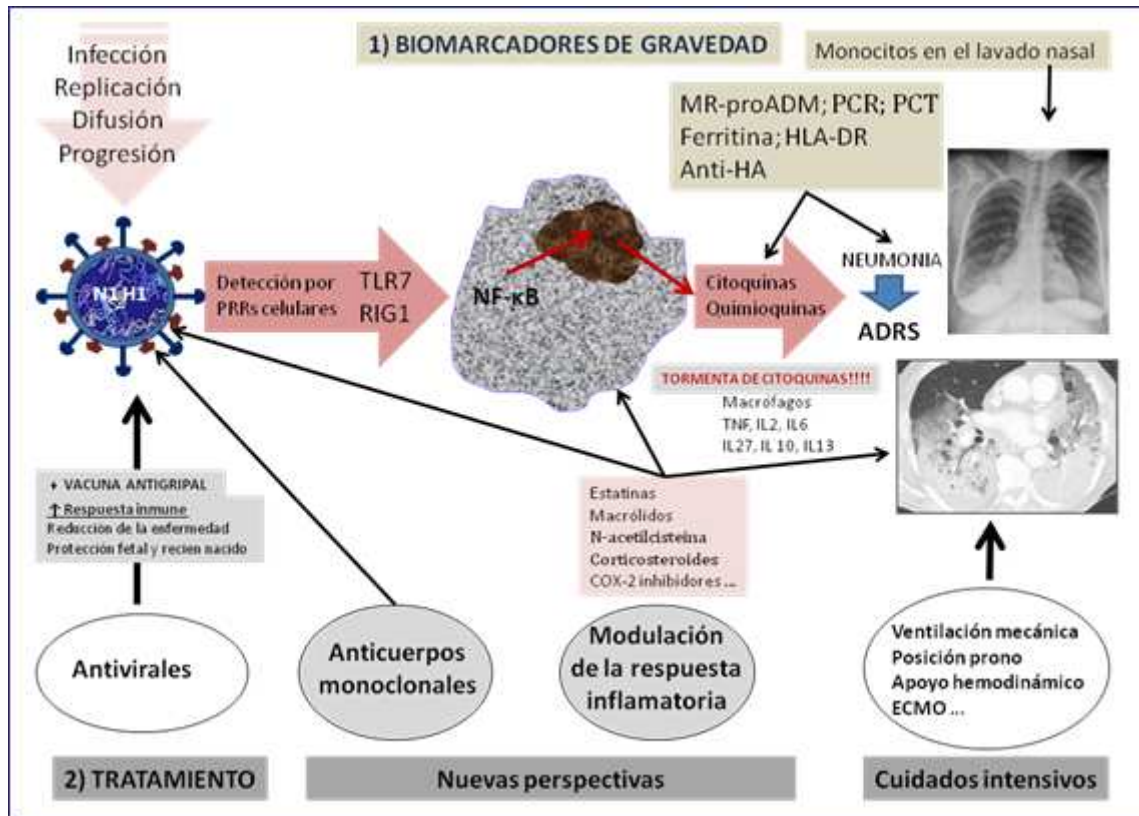 Infección
Replicación
Difusión
Progresión
1) BIOMARCADORES DE GRAVEDAD
Monocitos en el lavado nasal
MR-proADM; PCR; PCT
Ferritina; HLA-DR
Anti-HA
N1H1
Detección por
PRRs celulares
TLR7
RIG1
NF-κB
Citoquinas
Quimioquinas
NEUMONIA
ADRS
TORMENTA DE CITOQUINAS!!!!
Macrófagos
TNF, IL2, IL6
IL27, IL 10, IL13
+ VACUNA ANTIGRIPAL
↑ Respuesta inmune
Reducción de la enfermedad
Protección fetal y recien nacido
Estatinas
Macrólidos
N-acetilcisteína
Corticosteroides
COX-2 inhibidores ...
Antivirales
Anticuerpos
monoclonales
Modulación
de la respuesta
inflamatoria
Ventilación mecánica
Posición prono
Apoyo hemodinámico
ECMO ...
2) TRATAMIENTO
Nuevas perspectivas
Cuidados intensivos